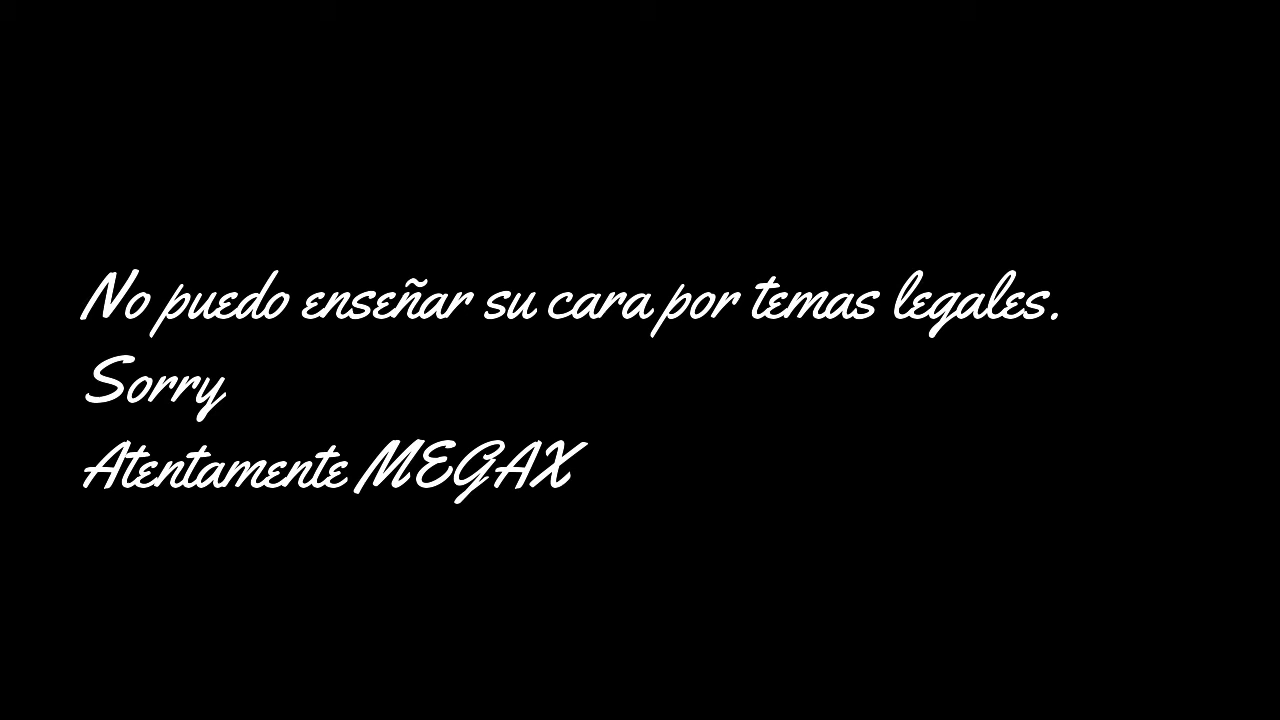 No puedo enseñar su cara por temas legales.
Sorry
Atentamente MEGAX